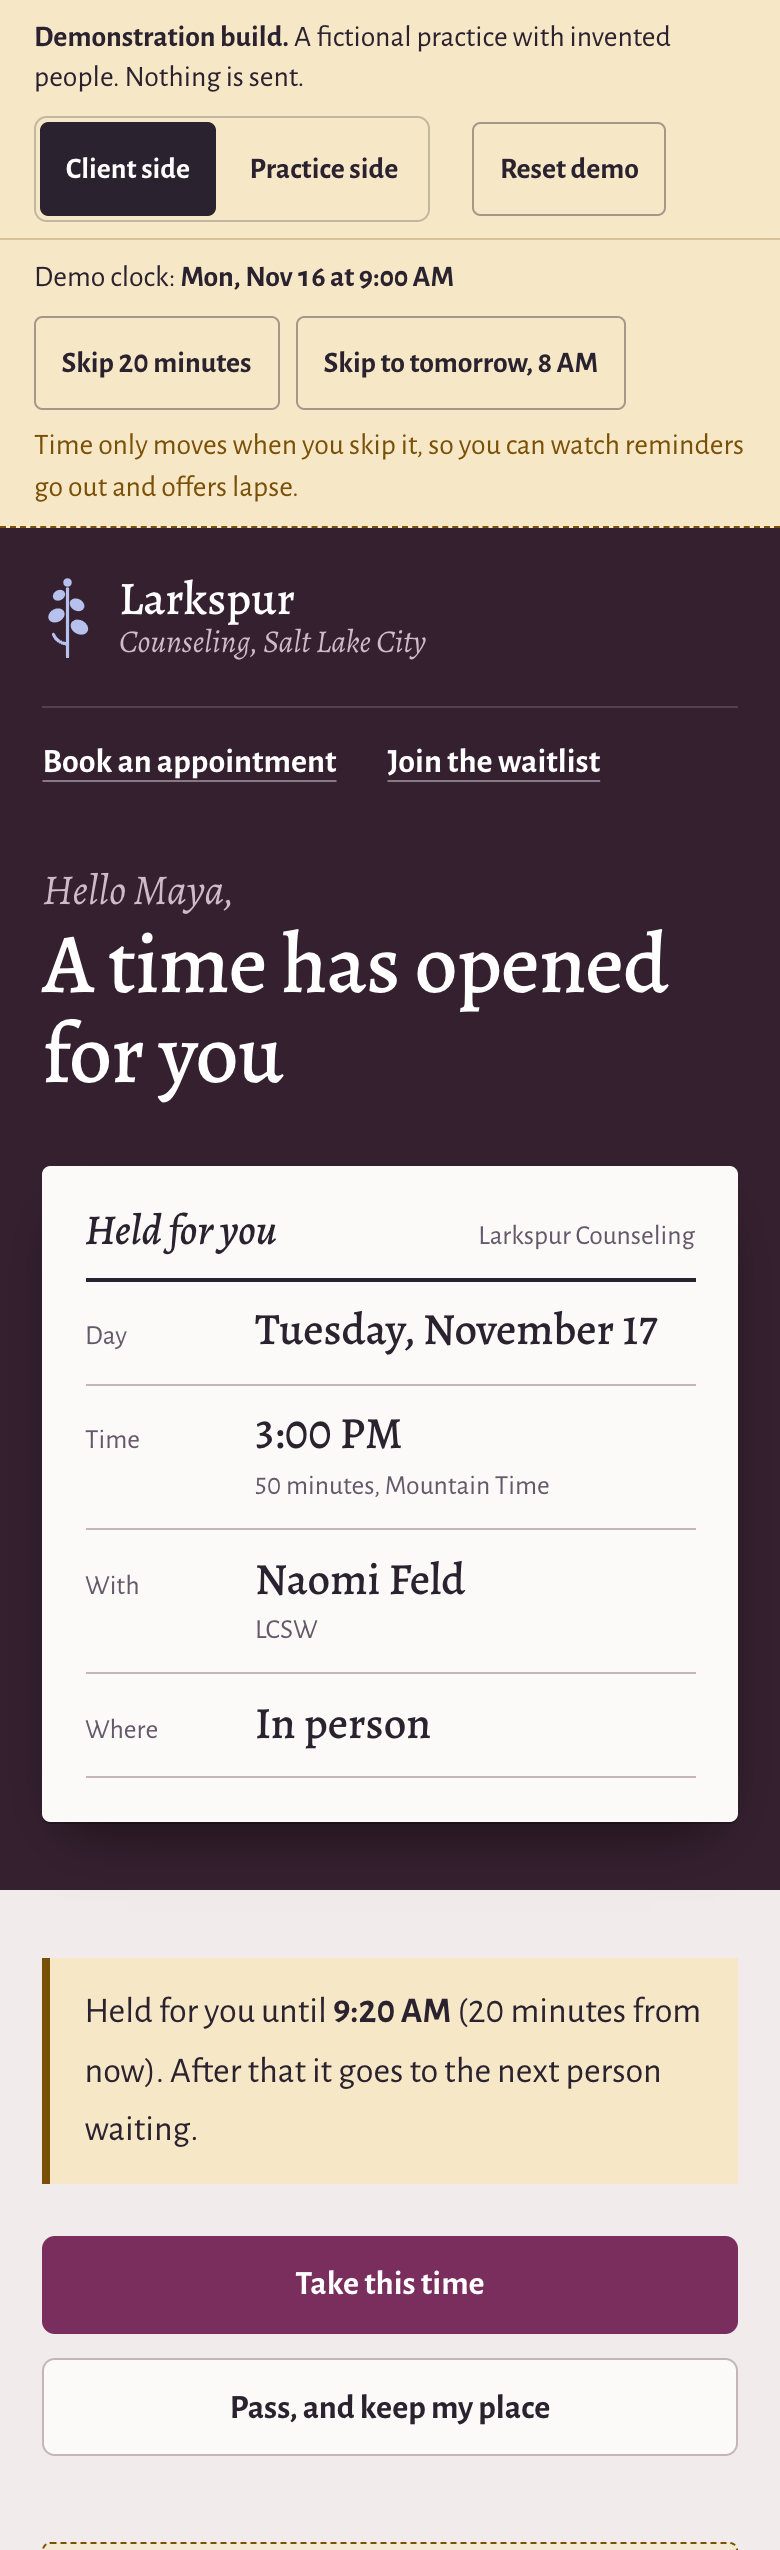 Demonstration build. A fictional practice with invented
people. Nothing is sent.
Client side
Practice side
Reset demo
Demo clock: Mon, Nov 16 at 9:00 AM
Skip 20 minutes
Skip to tomorrow, 8 AM
Time only moves when you skip it, so you can watch reminders
go out and offers lapse.
Larkspur
Counseling, Salt Lake City
Book an appointment
Join the waitlist
Hello Maya,
A time has opened
for you
Held for you
Larkspur Counseling
Day
Tuesday, November 17
Time
3:00 PM
50 minutes, Mountain Time
With
Naomi Feld
LCSW
Where
In person
Held for you until 9:20 AM (20 minutes from
now). After that it goes to the next person
waiting.
Take this time
Pass, and keep my place